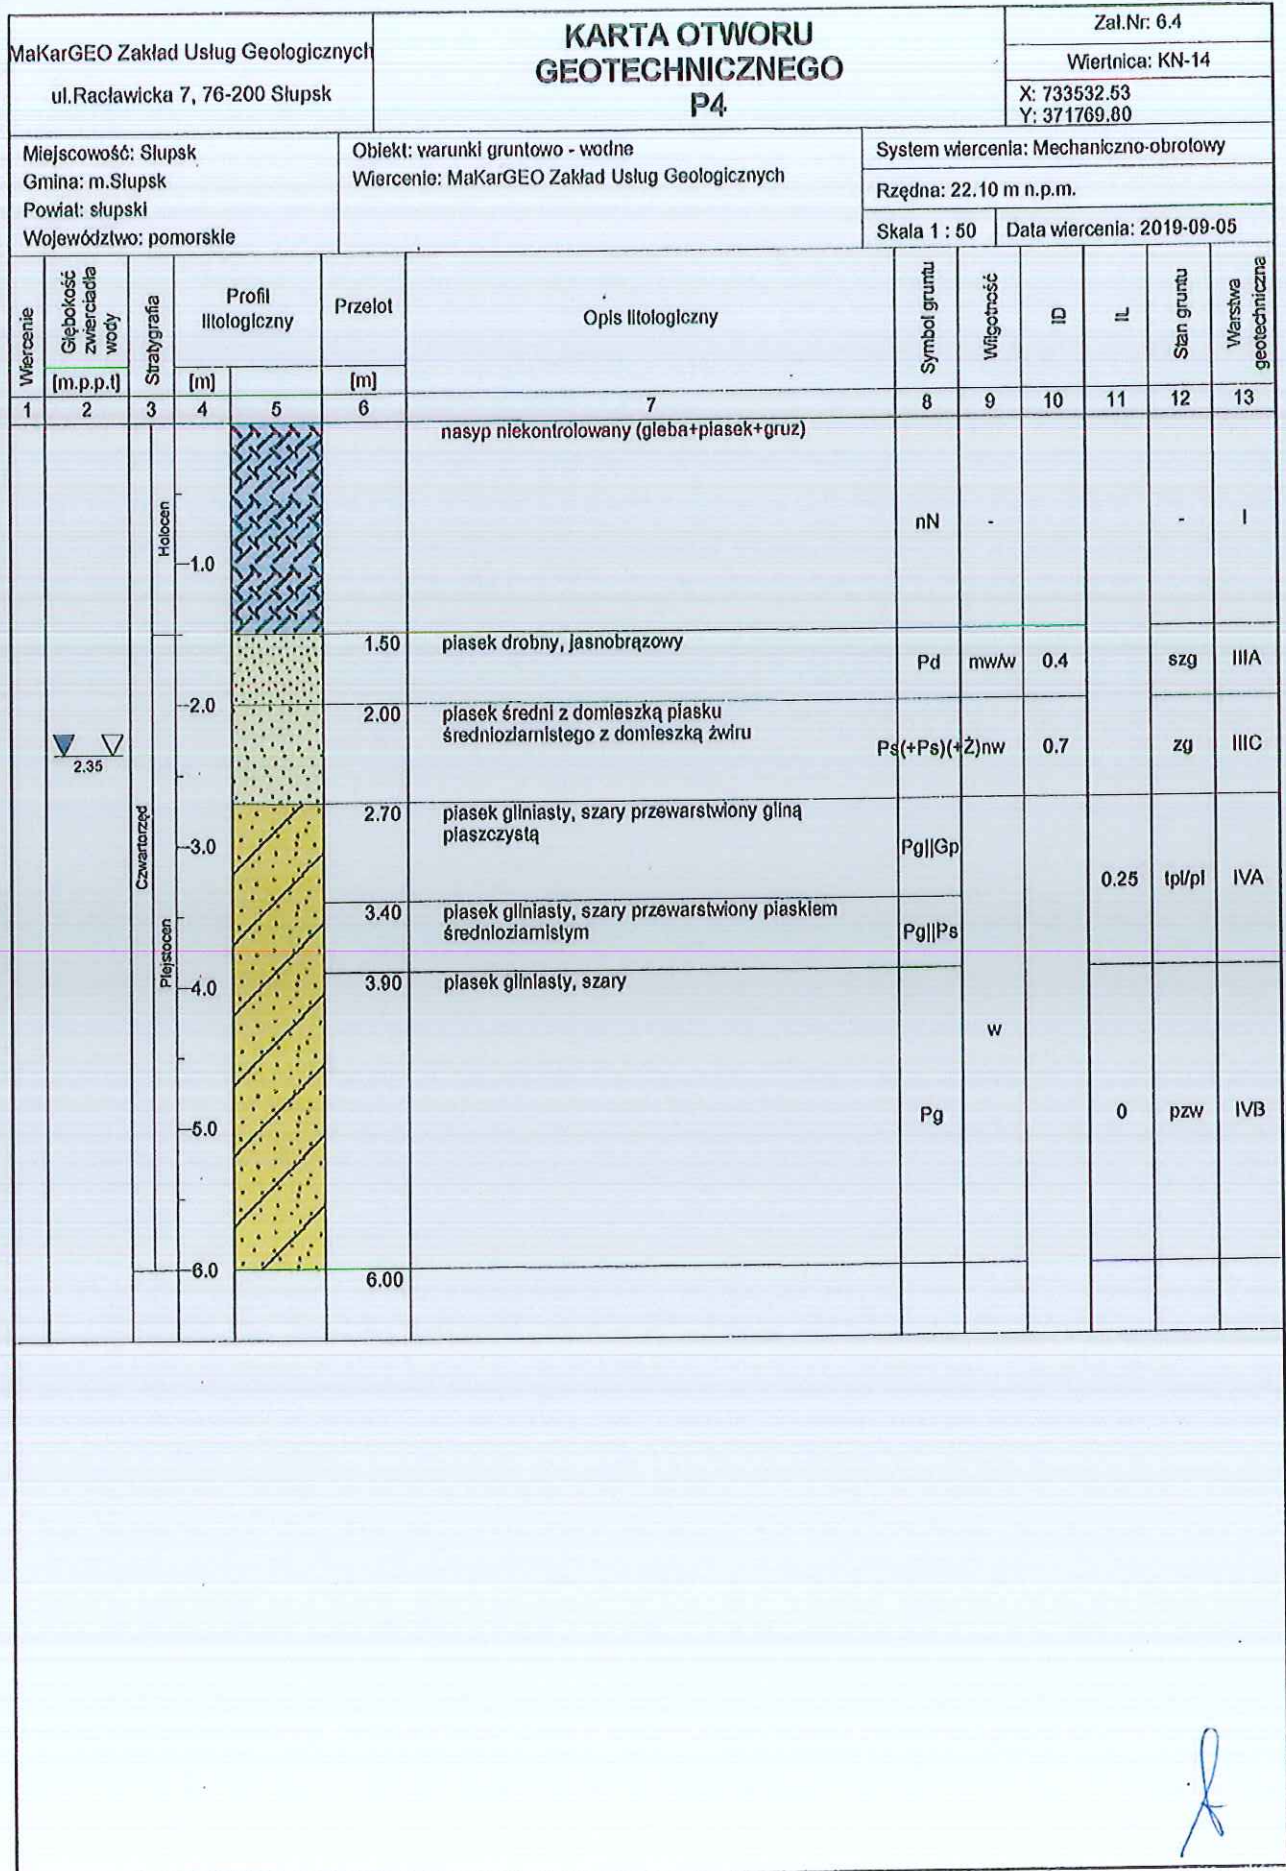 MaKarGEO Zakład Usług Geologicznych
ul.Racławicka 7, 76-200 Słupsk
KARTA OTWORU
GEOTECHNICZNEGO
P4
Zał.Nr: 6.4
Wiertnica: KN-14
X: 733532.53
Y: 371769.80
Miejscowość: Słupsk
Gmina: m.Słupsk
Powiat: słupski
Województwo: pomorskie
Obiekt: warunki gruntowo - wodne
Wiercenie: MaKarGEO Zakład Usług Geologicznych
System wiercenia: Mechaniczno-obrotowy
Rzędna: 22.10 m n.p.m.
Skala 1 : 50
Data wiercenia: 2019-09-05
Wiercenie
Głębokość
zwierciadła
wody
[m.p.p.t]
Stratygrafia
Profil
litologiczny
[m]
Przelot
[m]
Opis litologiczny
Symbol gruntu
Wilgotność
ID
IL
Stan gruntu
Warstwa
geotechniczna
1 2 3 4 5 6 7 8 9 10 11 12 13
nasyp niekontrolowany (gleba+piasek+gruz)
Holocen
nN - - I
1.0
1.50 piasek drobny, jasnobrązowy
Pd mw/w 0.4 szg IIIA
2.0
2.00 piasek średni z domieszką piasku
średnioziarnistego z domieszką żwiru
Ps(+Ps)(+Ż) nw 0.7 zg IIIC
2.35
2.70 piasek gliniasty, szary przewarstwiony gliną
piaszczystą
Czwartorzęd
3.0
Pg||Gp
0.25 tpl/pl IVA
3.40 piasek gliniasty, szary przewarstwiony piaskiem
średnioziarnistym
Pg||Ps
Plejstocen
3.90 piasek gliniasty, szary
4.0
w
Pg 0 pzw IVB
5.0
6.0
6.00